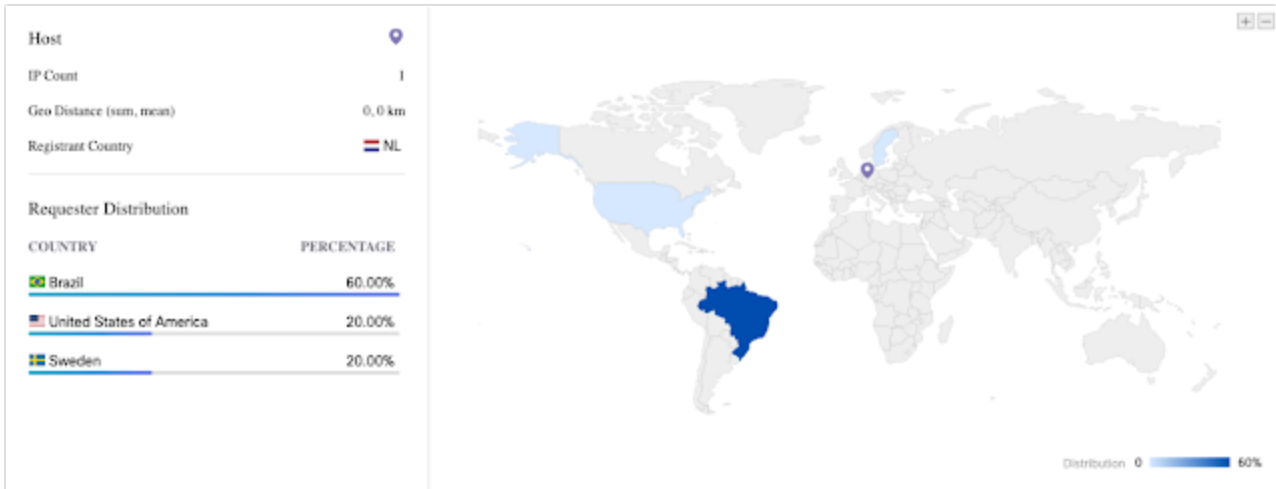 Host
IP Count 1
Geo Distance (sum, mean) 0, 0 km
Registrant Country NL
Requester Distribution
COUNTRY PERCENTAGE
Brazil 60.00%
United States of America 20.00%
Sweden 20.00%
Distribution 0 60%